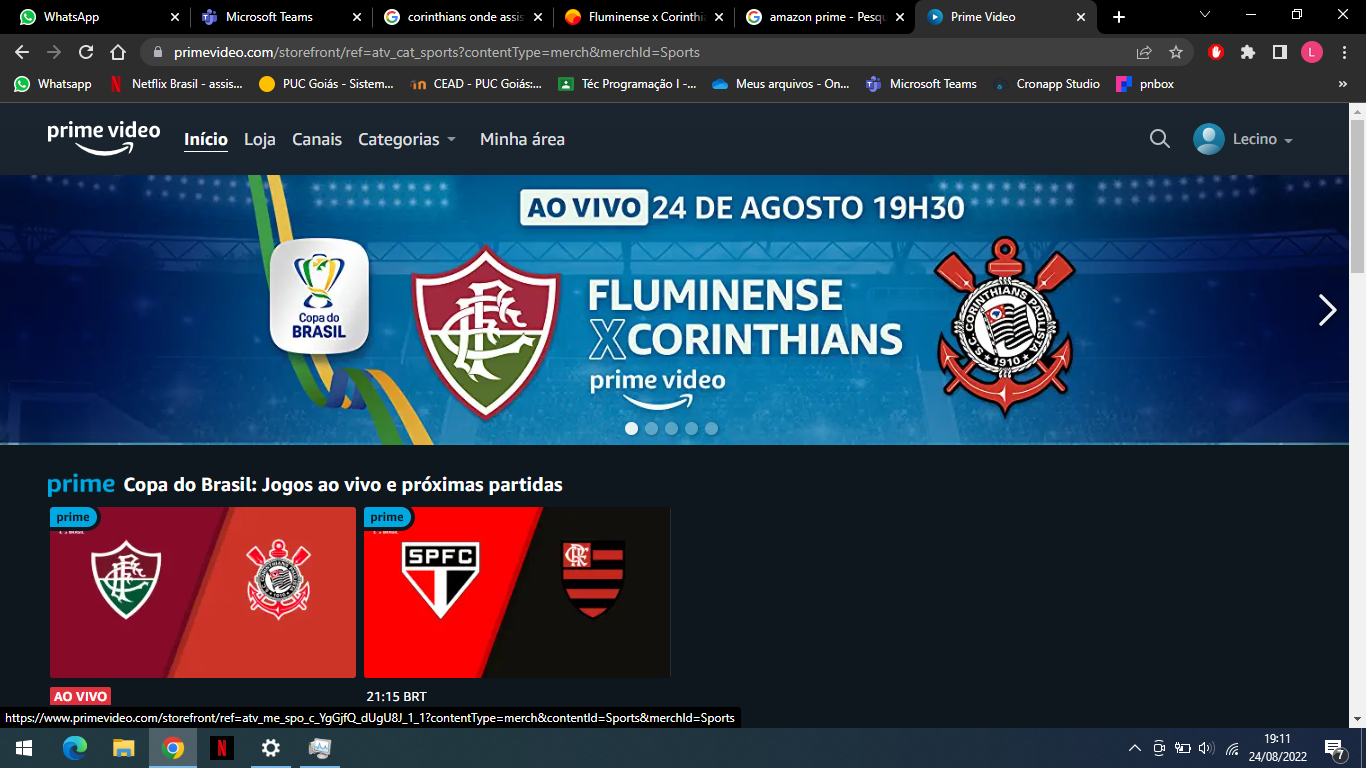 WhatsApp
Microsoft Teams
corinthians onde assis
Fluminense x Corinthi
amazon prime - Pesqu
Prime Video
primevideo.com/storefront/ref=atv_cat_sports?contentType=merch&merchId=Sports
L
Whatsapp
Netflix Brasil - assis...
PUC Goiás - Sistem...
CEAD - PUC Goiás:...
Téc Programação I -...
Meus arquivos - On...
Microsoft Teams
Cronapp Studio
pnbox
»
prime video
Início
Loja
Canais
Categorias
Minha área
Lecino
AO VIVO 24 DE AGOSTO 19H30
Copa do
BRASIL
FLUMINENSE
X CORINTHIANS
prime video
S.C. CORINTHIANS PAULISTA
1910
prime Copa do Brasil: Jogos ao vivo e próximas partidas
prime
prime
SPFC
AO VIVO
21:15 BRT
https://www.primevideo.com/storefront/ref=atv_me_spo_c_YgGjfQ_dUgU8J_1_1?contentType=merch&contentId=Sports&merchId=Sports
19:11
24/08/2022
7